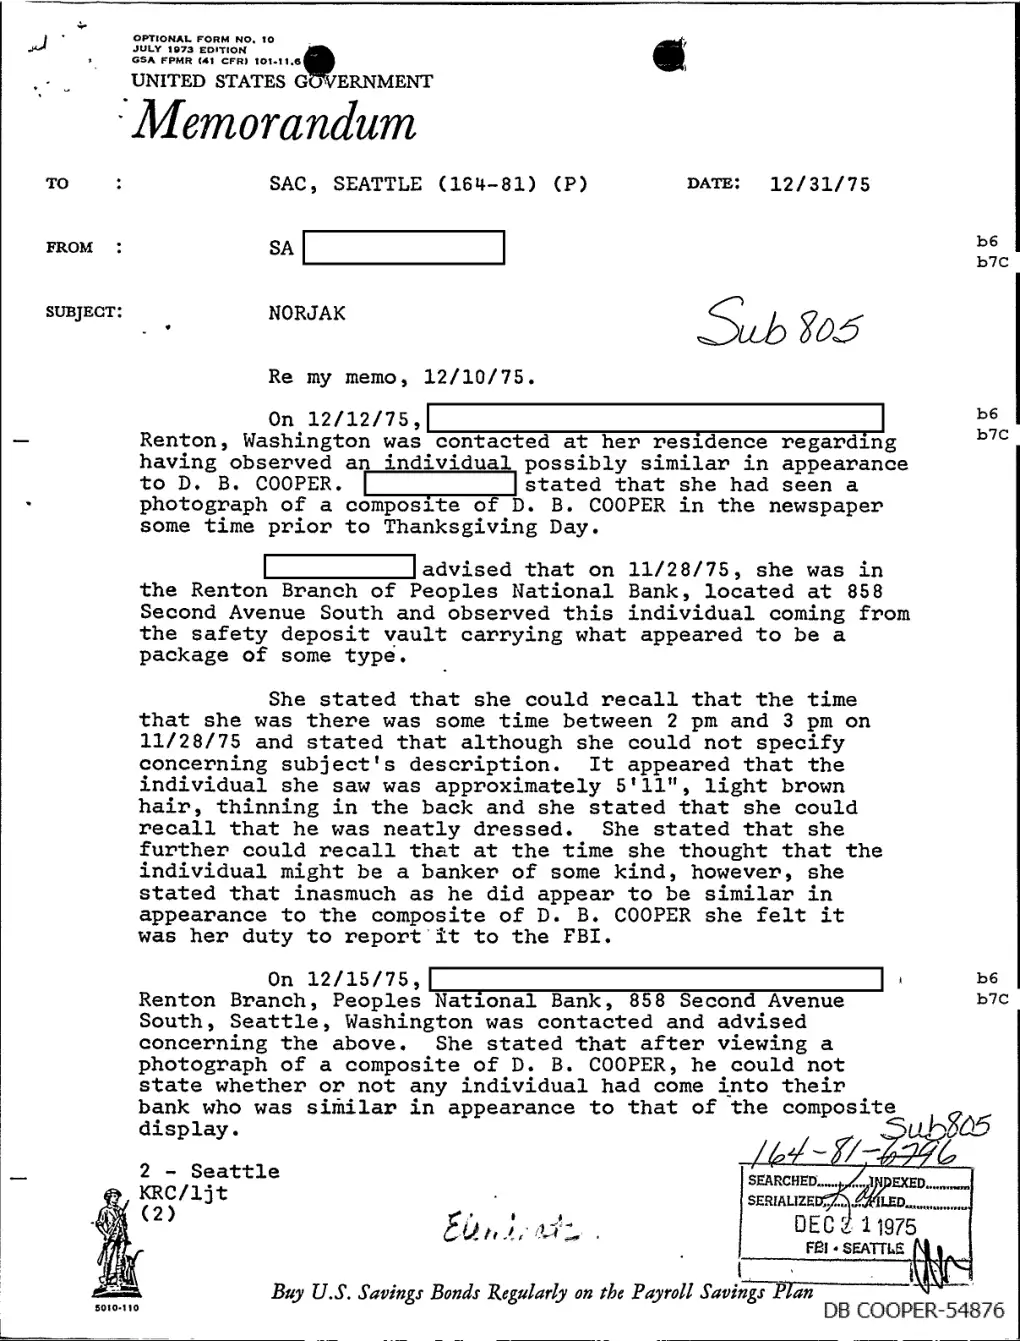 OPTIONAL FORM NO. 10
JULY 1973 EDITION
GSA FPMR (41 CFR) 101-11.6
UNITED STATES GOVERNMENT
Memorandum
TO : SAC, SEATTLE (164-81) (P) DATE: 12/31/75
FROM : SA b6
b7C
SUBJECT: NORJAK
Sub 805
Re my memo, 12/10/75.
On 12/12/75, b6
b7C
Renton, Washington was contacted at her residence regarding
having observed an individual possibly similar in appearance
to D. B. COOPER. stated that she had seen a
photograph of a composite of D. B. COOPER in the newspaper
some time prior to Thanksgiving Day.
advised that on 11/28/75, she was in
the Renton Branch of Peoples National Bank, located at 858
Second Avenue South and observed this individual coming from
the safety deposit vault carrying what appeared to be a
package of some type.
She stated that she could recall that the time
that she was there was some time between 2 pm and 3 pm on
11/28/75 and stated that although she could not specify
concerning subject's description. It appeared that the
individual she saw was approximately 5'11", light brown
hair, thinning in the back and she stated that she could
recall that he was neatly dressed. She stated that she
further could recall that at the time she thought that the
individual might be a banker of some kind, however, she
stated that inasmuch as he did appear to be similar in
appearance to the composite of D. B. COOPER she felt it
was her duty to report it to the FBI.
On 12/15/75, b6
Renton Branch, Peoples National Bank, 858 Second Avenue b7C
South, Seattle, Washington was contacted and advised
concerning the above. She stated that after viewing a
photograph of a composite of D. B. COOPER, he could not
state whether or not any individual had come into their
bank who was similar in appearance to that of the composite
display.
Sub 805
164-81-6796
2 - Seattle
KRC/ljt
(2)
SEARCHED INDEXED
SERIALIZED FILED
DEC 1975
FBI - SEATTLE
Eliminate.
5010-110
Buy U.S. Savings Bonds Regularly on the Payroll Savings Plan
DB COOPER-54876